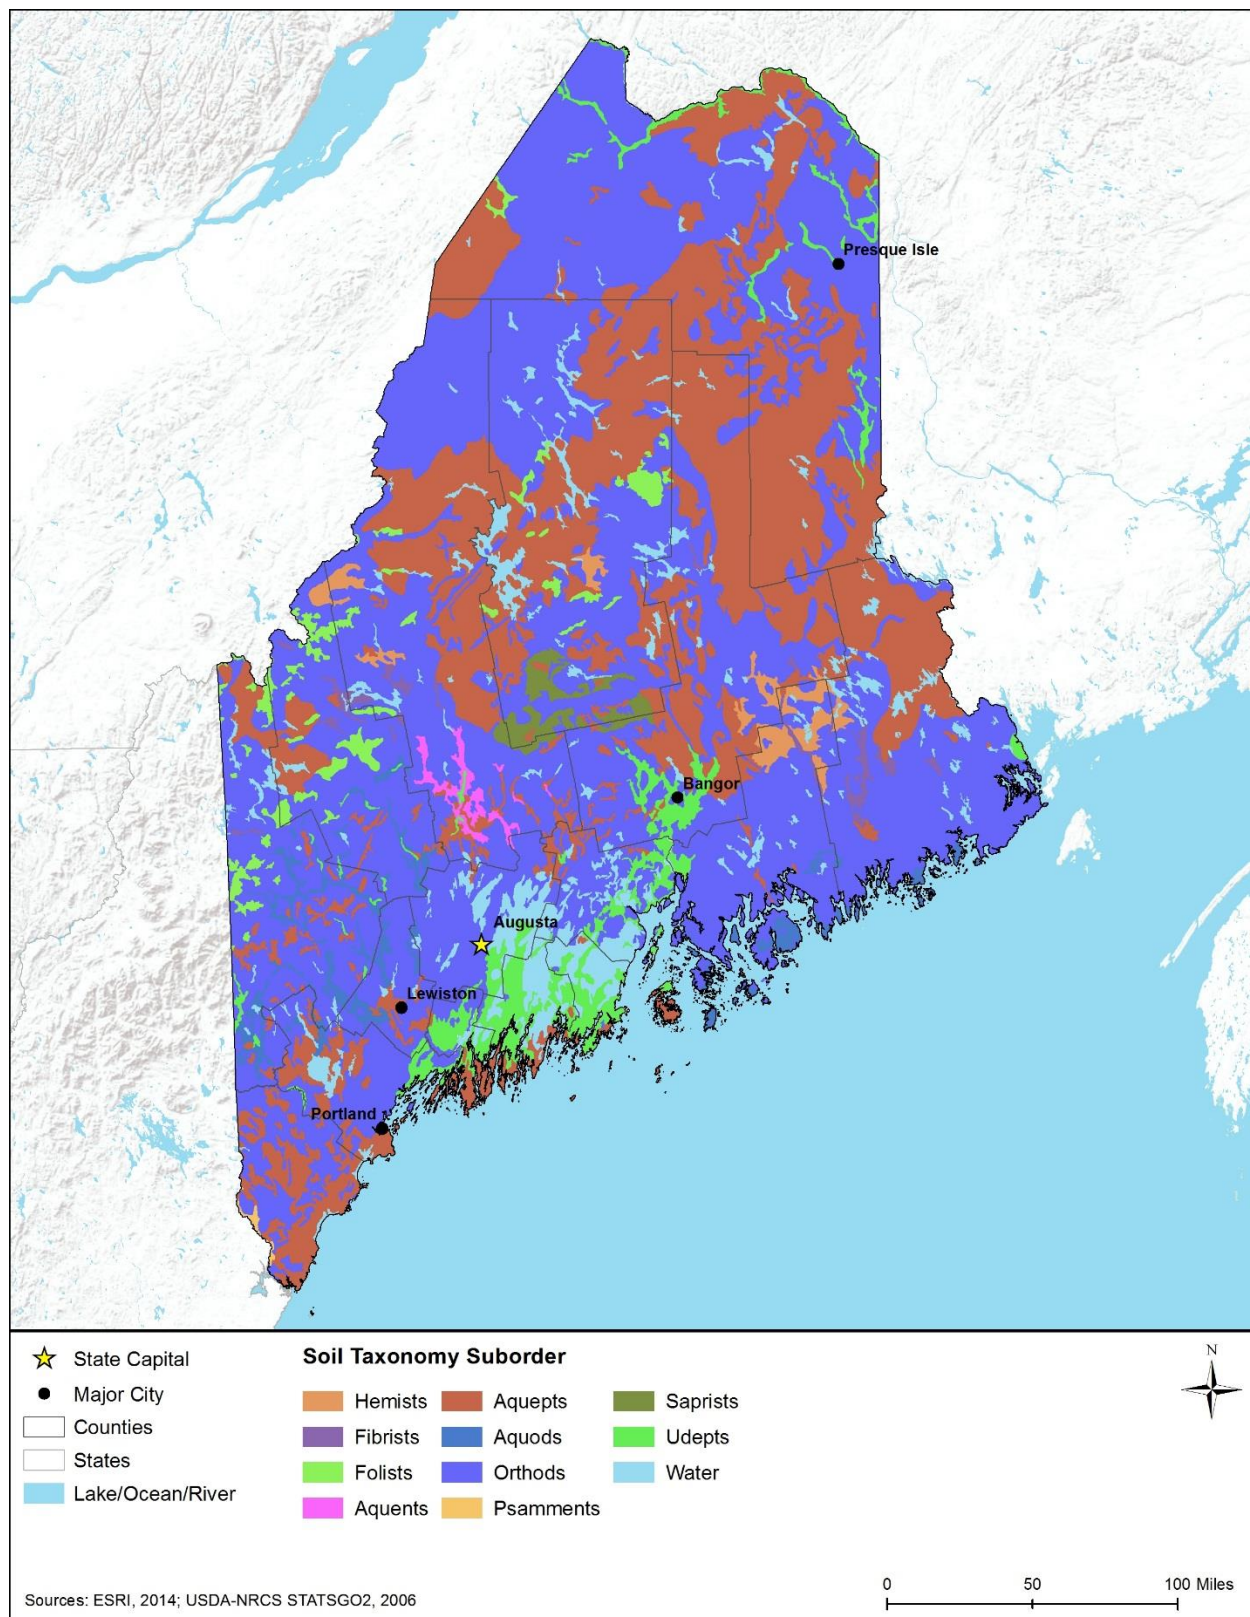 Presque Isle
Bangor
Augusta
Lewiston
Portland
State Capital
Major City
Counties
States
Lake/Ocean/River
Soil Taxonomy Suborder
Hemists
Fibrists
Folists
Aquents
Aquepts
Aquods
Orthods
Psamments
Saprists
Udepts
Water
N
Sources: ESRI, 2014; USDA-NRCS STATSGO2, 2006
0 50 100 Miles